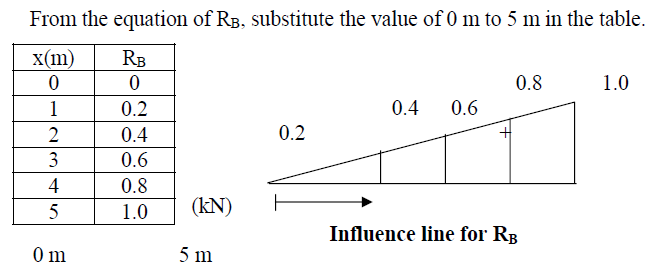 From the equation of RB, substitute the value of 0 m to 5 m in the table.
x(m) RB
0 0
1 0.2
2 0.4
3 0.6
4 0.8
5 1.0
(kN)
0 m 5 m
0.2 0.4 0.6 0.8 1.0
+
Influence line for RB